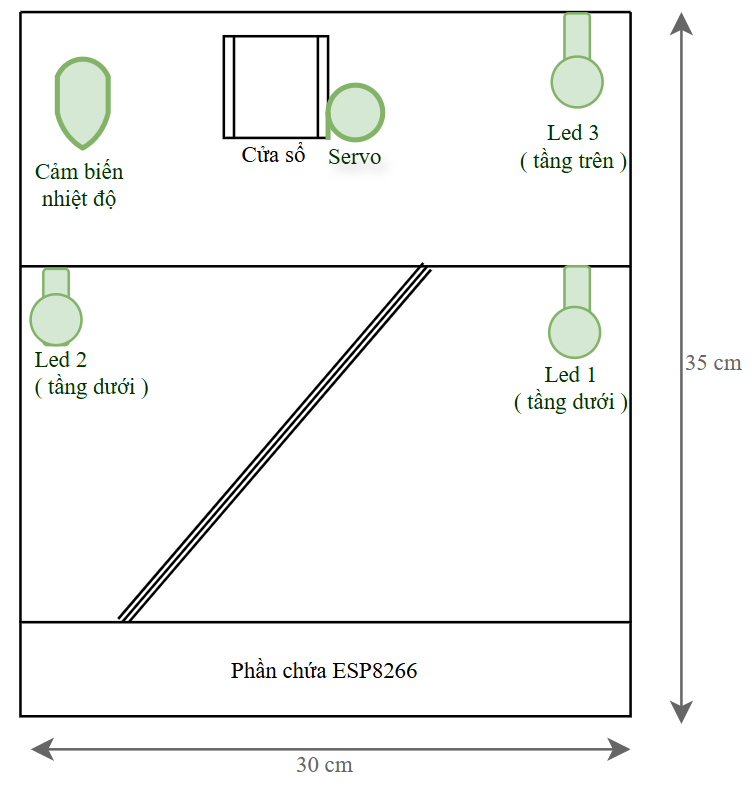 Cảm biến
nhiệt độ
Cửa sổ
Servo
Led 3
( tầng trên )
Led 2
( tầng dưới )
Led 1
( tầng dưới )
35 cm
Phần chứa ESP8266
30 cm